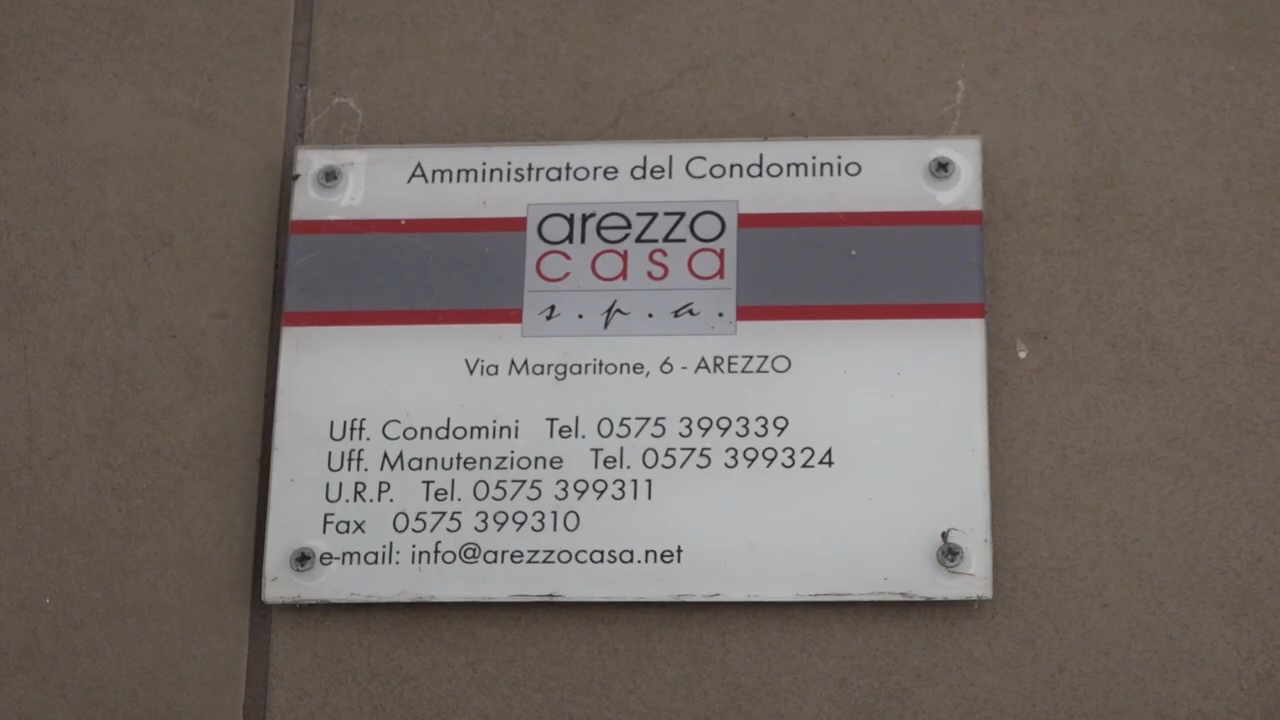 Amministratore del Condominio
arezzo
casa
s.p.a.
Via Margaritone, 6 - AREZZO
Uff. Condomini Tel. 0575 399339
Uff. Manutenzione Tel. 0575 399324
U.R.P. Tel. 0575 399311
Fax 0575 399310
e-mail: info@arezzocasa.net